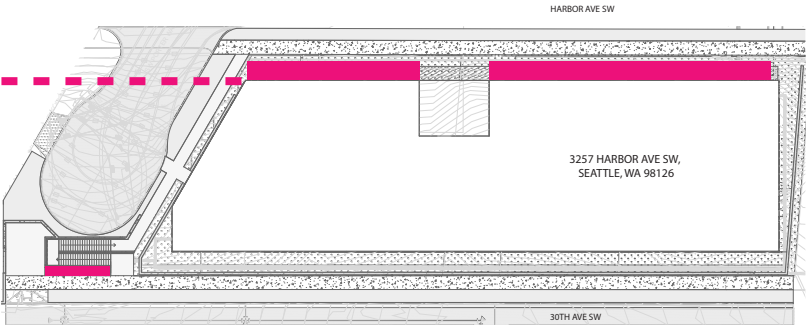 HARBOR AVE SW
3257 HARBOR AVE SW,
SEATTLE, WA 98126
30TH AVE SW